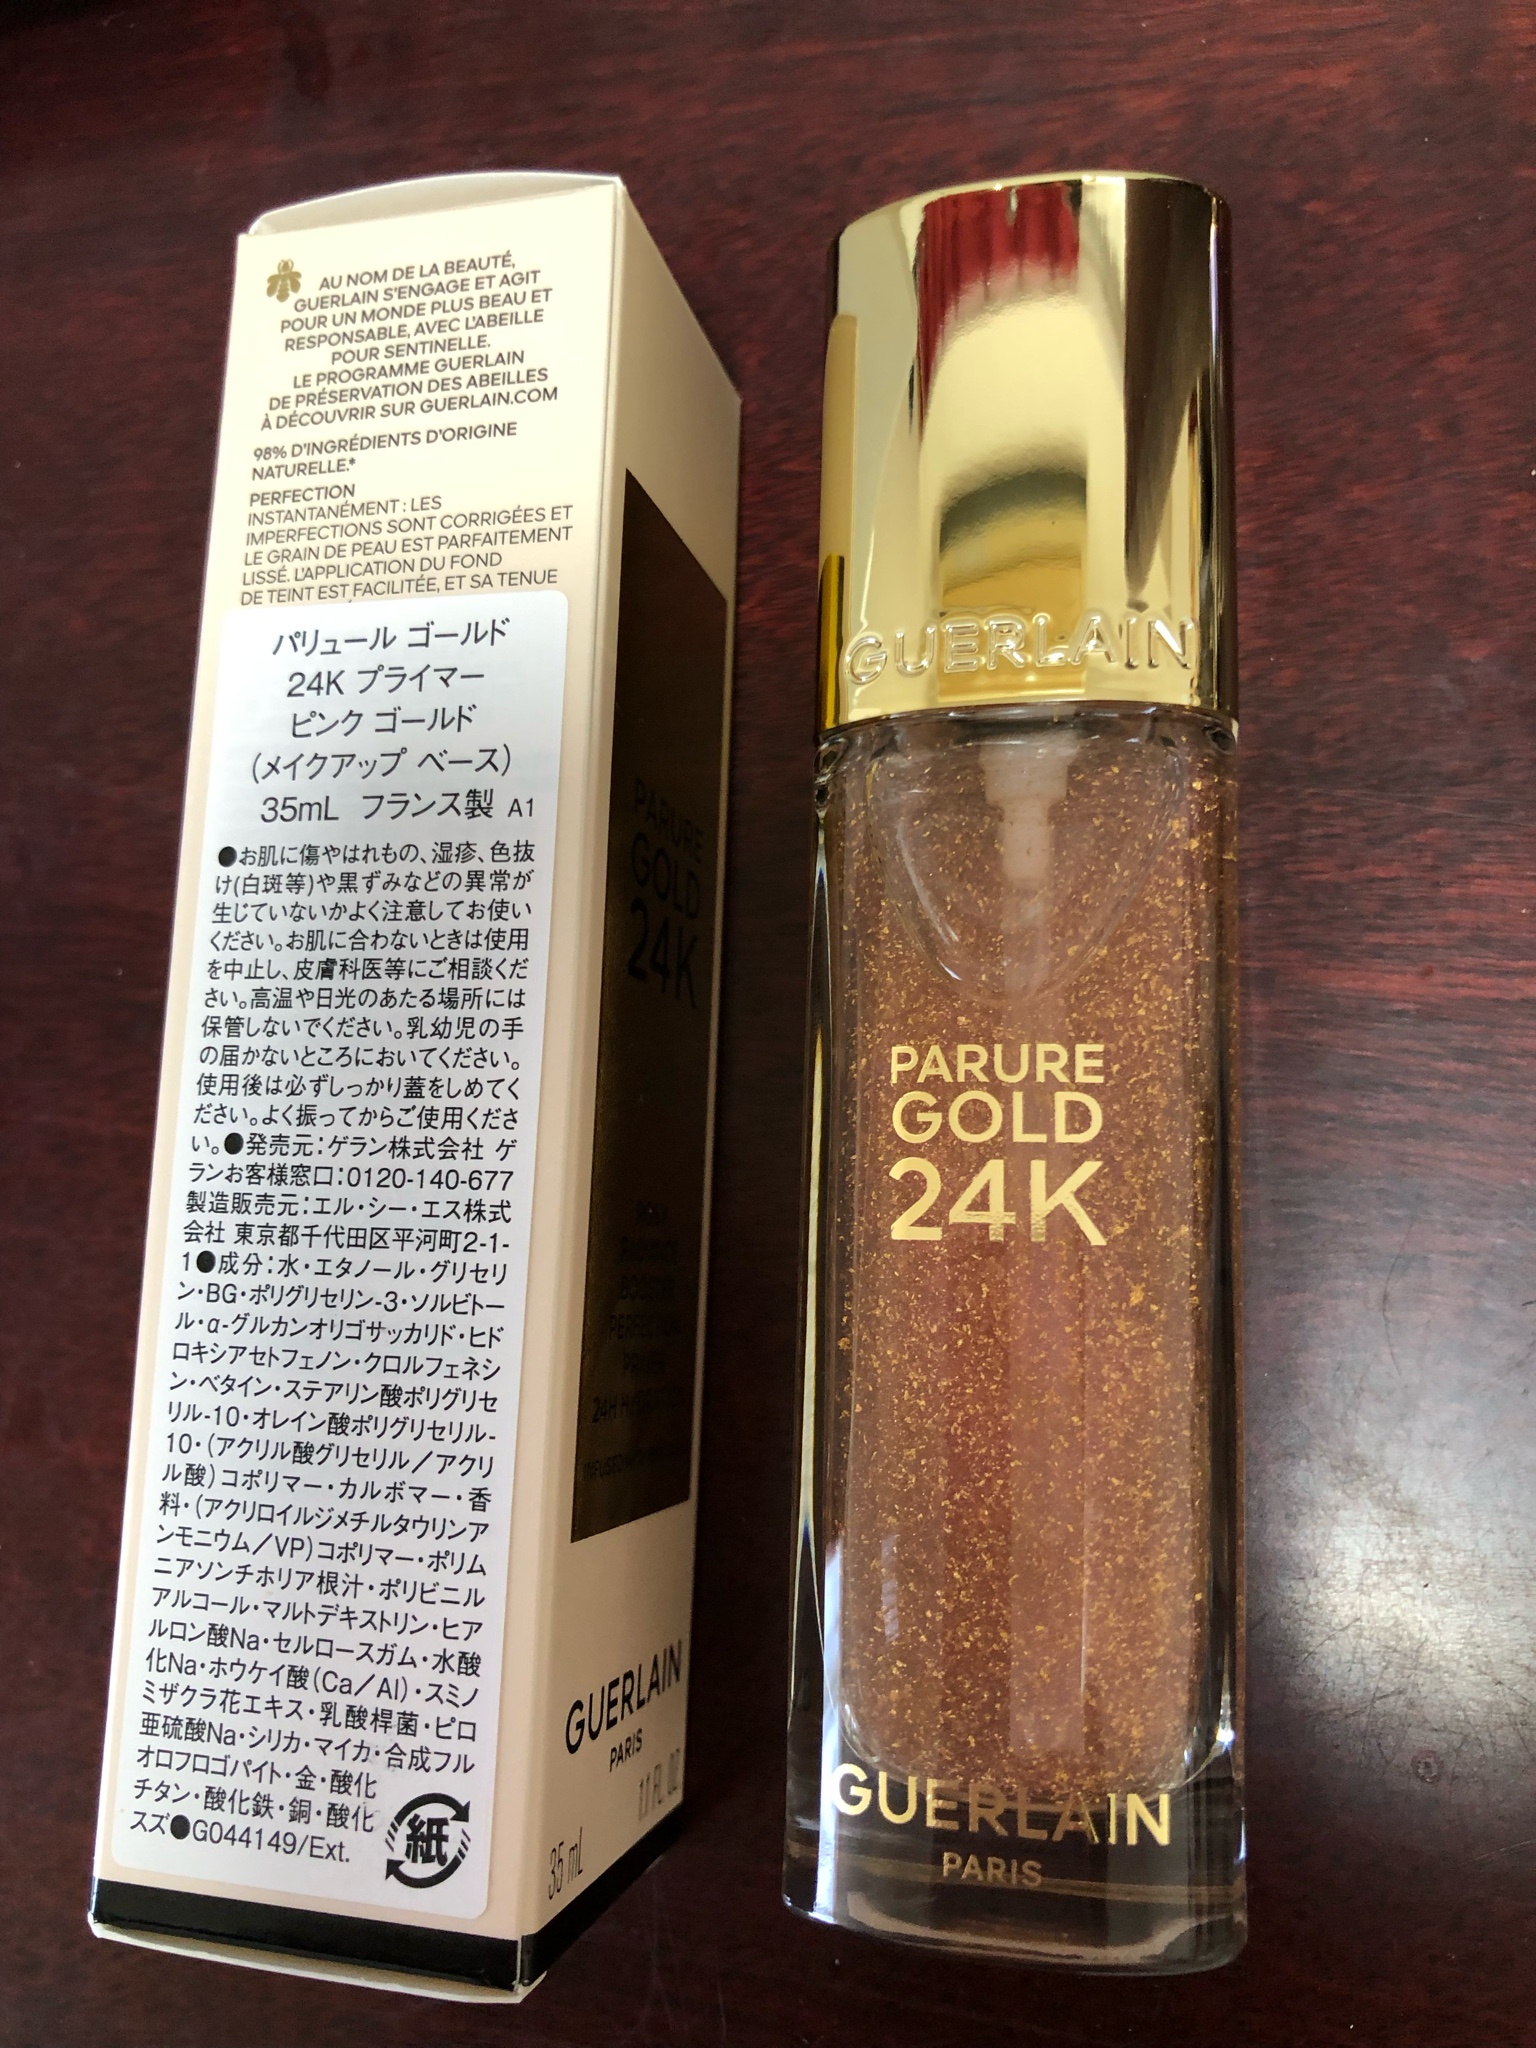 AU NOM DE LA BEAUTÉ,
GUERLAIN S'ENGAGE ET AGIT
POUR UN MONDE PLUS BEAU ET
RESPONSABLE, AVEC L'ABEILLE
POUR SENTINELLE.
LE PROGRAMME GUERLAIN
DE PRÉSERVATION DES ABEILLES
À DÉCOUVRIR SUR GUERLAIN.COM
98% D'INGRÉDIENTS D'ORIGINE
NATURELLE.*
PERFECTION
INSTANTANÉMENT : LES
IMPERFECTIONS SONT CORRIGÉES ET
LE GRAIN DE PEAU EST PARFAITEMENT
LISSÉ. L'APPLICATION DU FOND
DE TEINT EST FACILITÉE, ET SA TENUE
パリュール ゴールド
24K プライマー
ピンク ゴールド
(メイクアップ ベース)
35mL フランス製 A1
●お肌に傷やはれもの、湿疹、色抜
け(白斑等)や黒ずみなどの異常が
生じていないかよく注意してお使い
ください。お肌に合わないときは使用
を中止し、皮膚科医等にご相談くだ
さい。高温や日光のあたる場所には
保管しないでください。乳幼児の手
の届かないところにおいてください。
使用後は必ずしっかり蓋をしめてく
ださい。よく振ってからご使用くださ
い。●発売元：ゲラン株式会社 ゲ
ランお客様窓口：0120-140-677
製造販売元：エル・シー・エス株式
会社 東京都千代田区平河町2-1-
1●成分：水・エタノール・グリセリ
ン・BG・ポリグリセリン-3・ソルビトー
ル・α-グルカンオリゴサッカリド・ヒド
ロキシアセトフェノン・クロルフェネシ
ン・ベタイン・ステアリン酸ポリグリセ
リル-10・オレイン酸ポリグリセリル-
10・(アクリル酸グリセリル／アクリ
ル酸)コポリマー・カルボマー・香
料・(アクリロイルジメチルタウリンア
ンモニウム／VP)コポリマー・ポリム
ニアソンチホリア根汁・ポリビニル
アルコール・マルトデキストリン・ヒア
ルロン酸Na・セルロースガム・水酸
化Na・ホウケイ酸(Ca／Al)・スミノ
ミザクラ花エキス・乳酸桿菌・ピロ
亜硫酸Na・シリカ・マイカ・合成フル
オロフロゴパイト・金・酸化
チタン・酸化鉄・銅・酸化
スズ●G044149/Ext.
紙
PARURE
GOLD
24K
GUERLAIN
PARIS
35 mL
1.1 FL. OZ
GUERLAIN
PARURE
GOLD
24K
GUERLAIN
PARIS